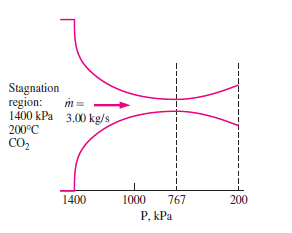 Stagnation
region:
1400 kPa
200°C
CO₂
ṁ =
3.00 kg/s
1400 1000 767 200
P, kPa